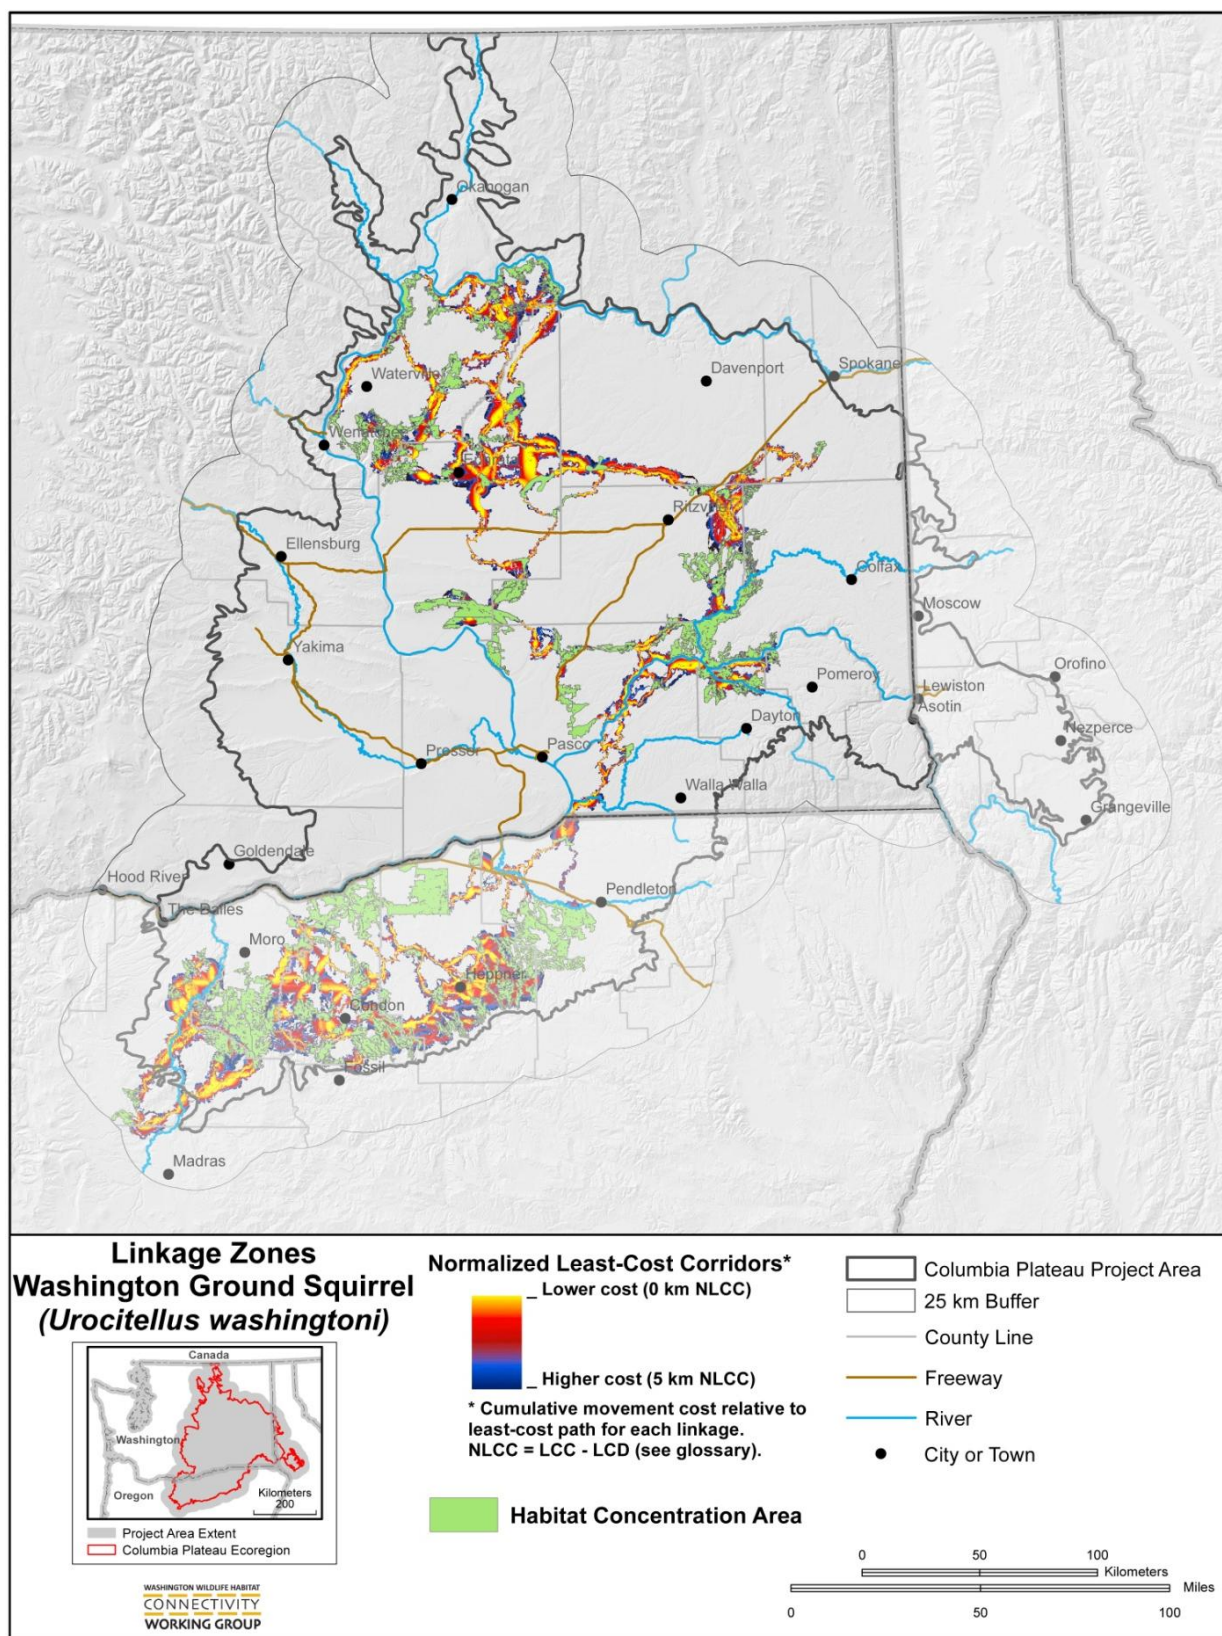 Okanogan
Waterville
Davenport
Spokane
Wenatchee
Ephrata
Ritzville
Ellensburg
Colfax
Moscow
Yakima
Pomeroy
Orofino
Lewiston
Asotin
Dayton
Nezperce
Prosser
Pasco
Walla Walla
Grangeville
Goldendale
Hood River
Pendleton
The Dalles
Moro
Heppner
Condon
Fossil
Madras
Linkage Zones
Washington Ground Squirrel
(Urocitellus washingtoni)
Canada
Washington
Oregon
Kilometers
200
Project Area Extent
Columbia Plateau Ecoregion
WASHINGTON WILDLIFE HABITAT
CONNECTIVITY
WORKING GROUP
Normalized Least-Cost Corridors*
_ Lower cost (0 km NLCC)
_ Higher cost (5 km NLCC)
* Cumulative movement cost relative to
least-cost path for each linkage.
NLCC = LCC - LCD (see glossary).
Habitat Concentration Area
Columbia Plateau Project Area
25 km Buffer
County Line
Freeway
River
City or Town
0 50 100
Kilometers
Miles
0 50 100